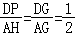 DP/AH = DG/AG = 1/2